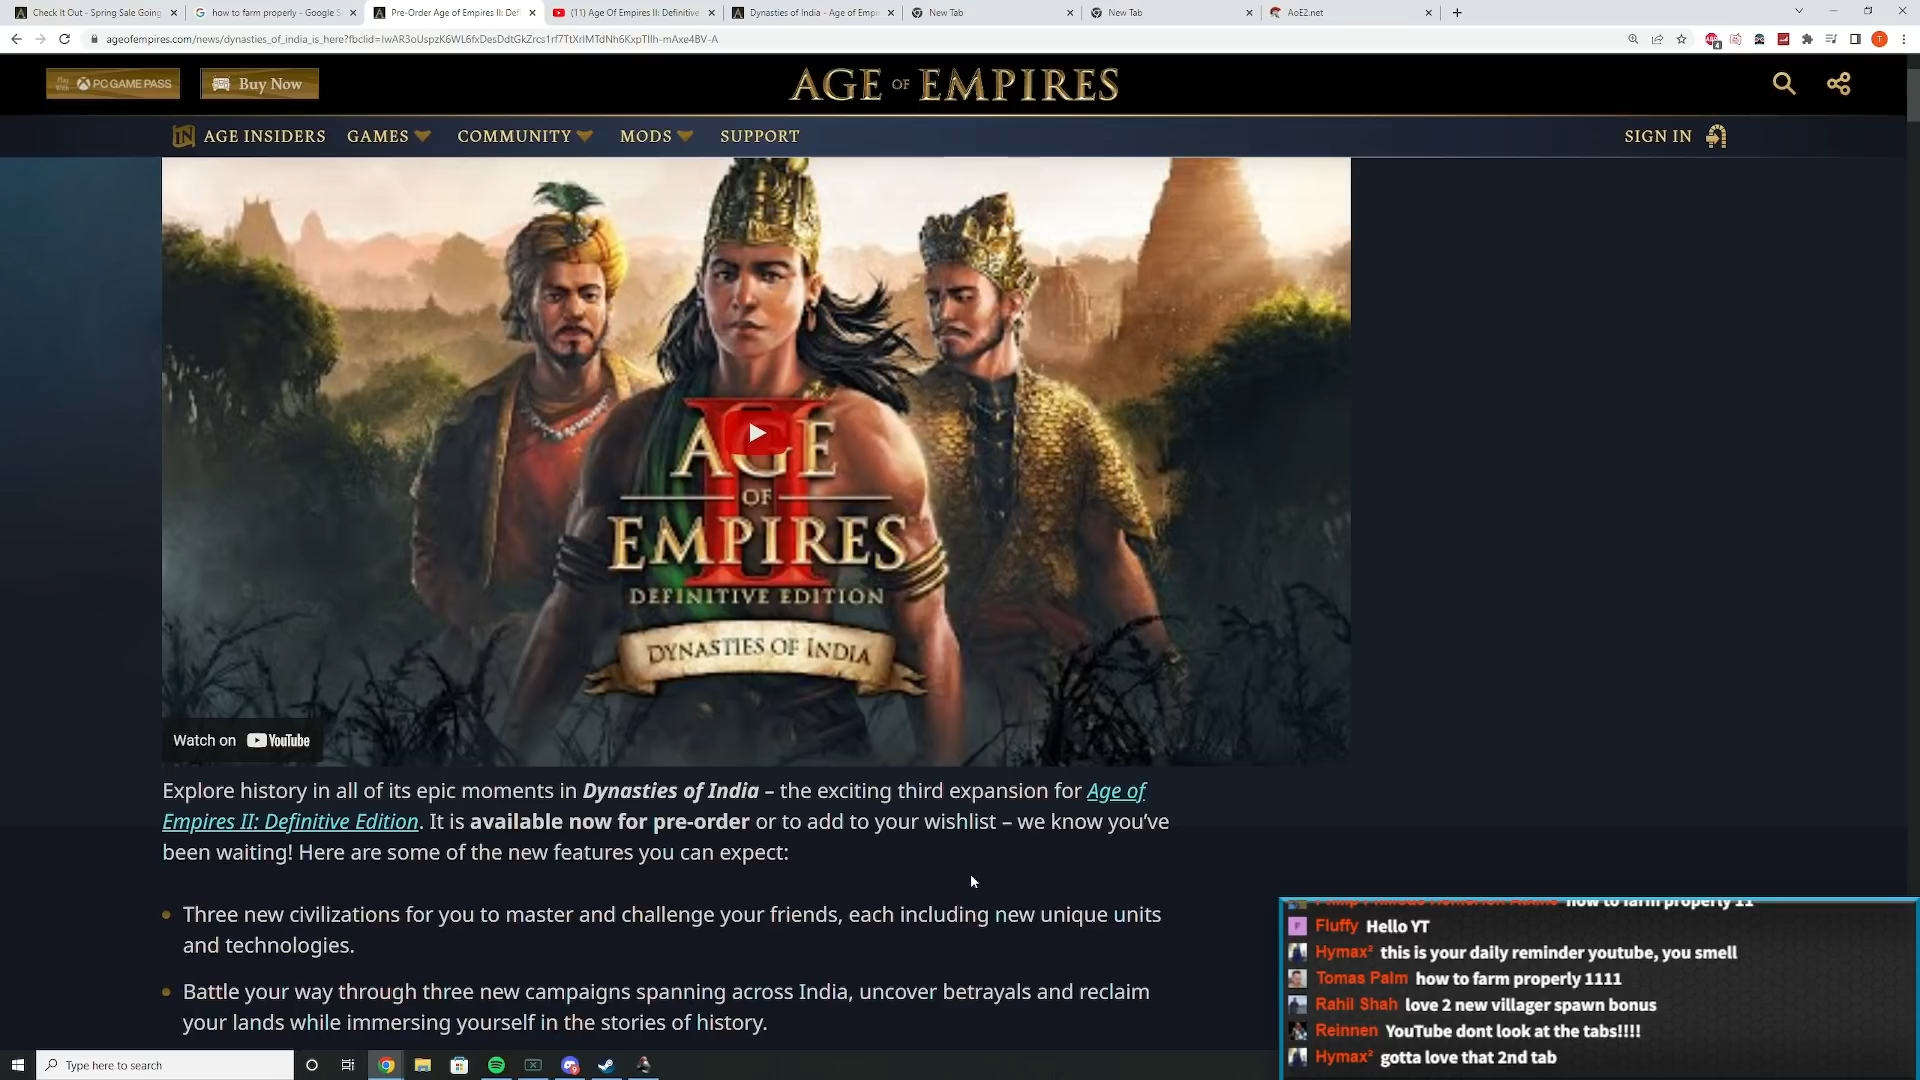 Check It Out - Spring Sale Going
how to farm properly - Google S
Pre-Order Age of Empires II: Def
(11) Age Of Empires II: Definitive
Dynasties of India - Age of Empi
New Tab
New Tab
AoE2.net
ageofempires.com/news/dynasties_of_india_is_here?fbclid=IwAR3oUspzK6WL6fxDesDdtGkZrcs1rf7TtXrIMTdNh6KxpTIIh-mAxe4BV-A
Play With PC GAME PASS
Buy Now
AGE OF EMPIRES
AGE INSIDERS GAMES COMMUNITY MODS SUPPORT
SIGN IN
II
AGE
OF
EMPIRES
DEFINITIVE EDITION
DYNASTIES OF INDIA
Watch on YouTube
Explore history in all of its epic moments in Dynasties of India – the exciting third expansion for Age of
Empires II: Definitive Edition. It is available now for pre-order or to add to your wishlist – we know you've
been waiting! Here are some of the new features you can expect:
Three new civilizations for you to master and challenge your friends, each including new unique units
and technologies.
Battle your way through three new campaigns spanning across India, uncover betrayals and reclaim
your lands while immersing yourself in the stories of history.
how to farm properly 11
Fluffy Hello YT
Hymax² this is your daily reminder youtube, you smell
Tomas Palm how to farm properly 1111
Rahil Shah love 2 new villager spawn bonus
Reinnen YouTube dont look at the tabs!!!!
Hymax² gotta love that 2nd tab
Type here to search